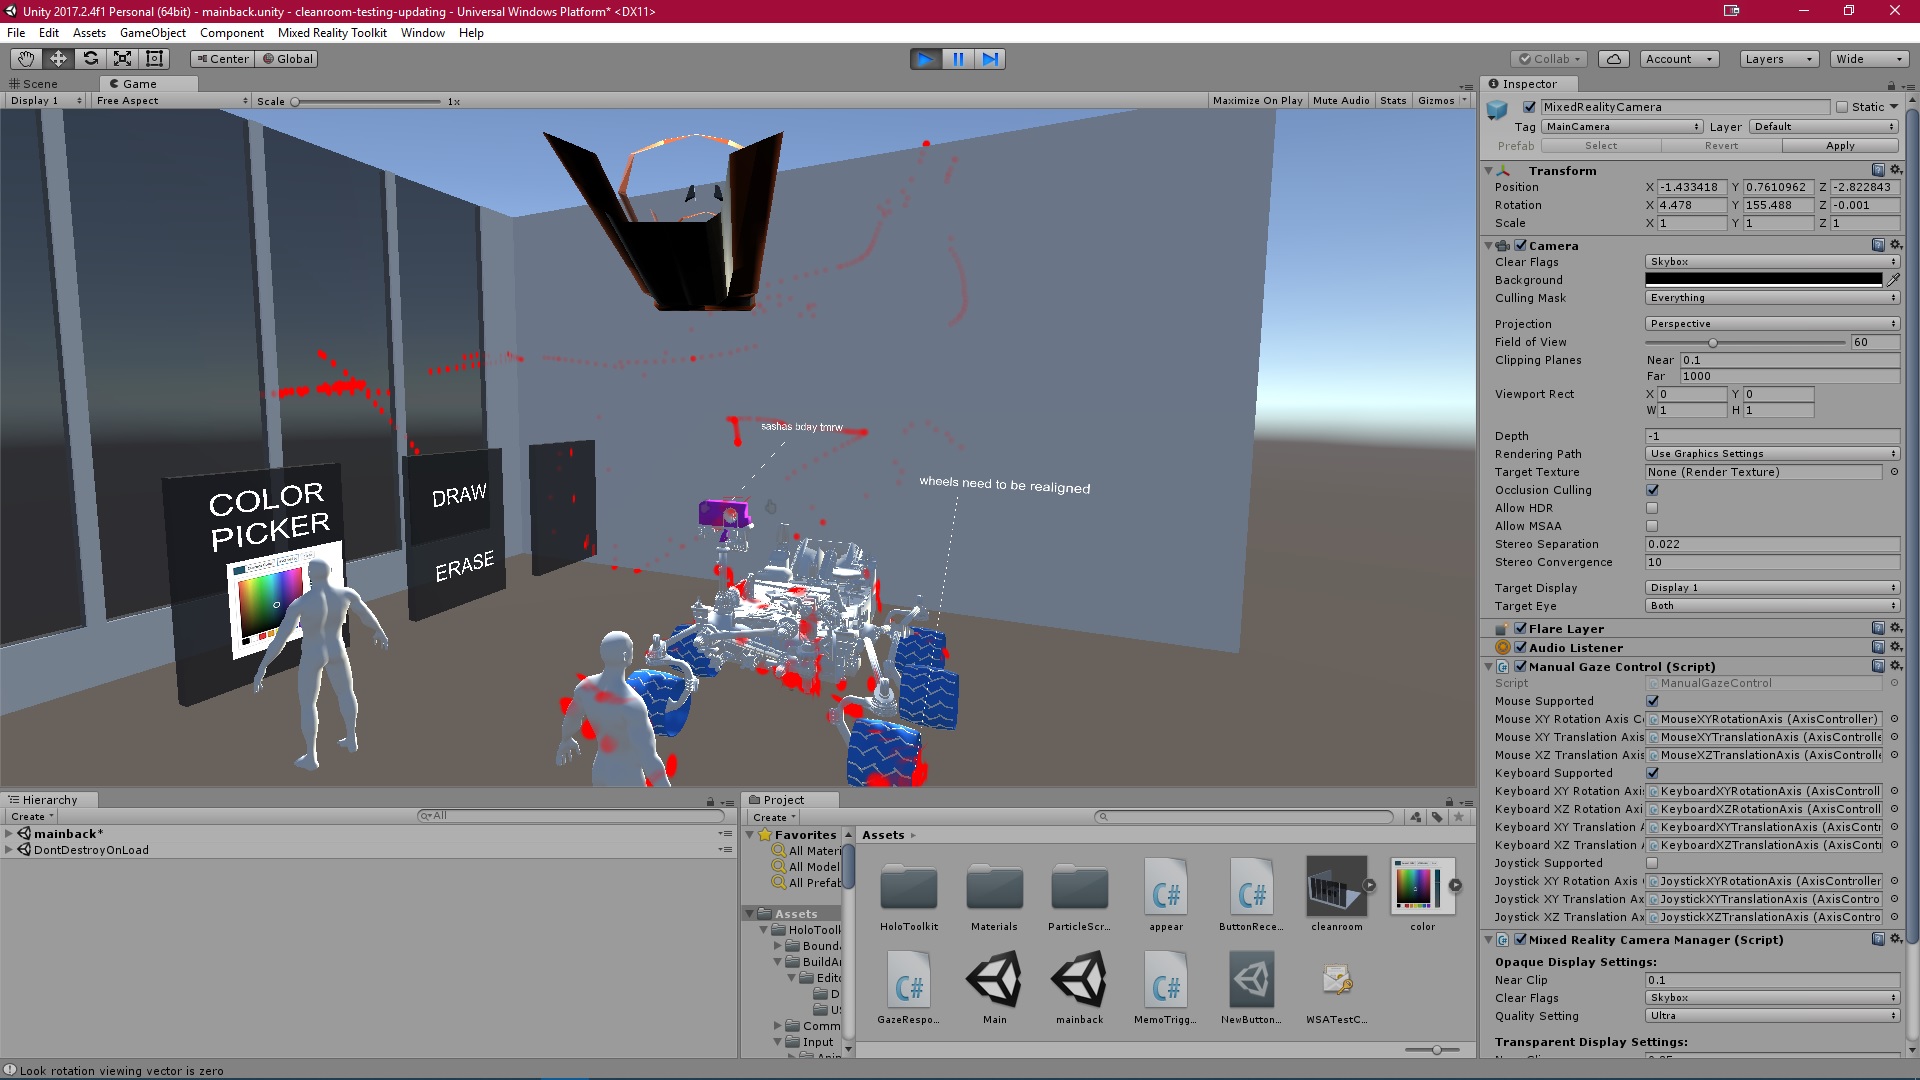 Unity 2017.2.4f1 Personal (64bit) - mainback.unity - cleanroom-testing-updating - Universal Windows Platform* <DX11>
File Edit Assets GameObject Component Mixed Reality Toolkit Window Help
Center Global Collab Account Layers Wide
Scene Game
Display 1 Free Aspect Scale 1x Maximize On Play Mute Audio Stats Gizmos
COLOR
PICKER
DRAW
ERASE
sashas bday tmrw
wheels need to be realigned
Inspector
MixedRealityCamera Static
Tag MainCamera Layer Default
Prefab Select Revert Apply
Transform
Position X -1.433418 Y 0.7610962 Z -2.822843
Rotation X 4.478 Y 155.488 Z -0.001
Scale X 1 Y 1 Z 1
Camera
Clear Flags Skybox
Background
Culling Mask Everything
Projection Perspective
Field of View 60
Clipping Planes Near 0.1
Far 1000
Viewport Rect X 0 Y 0
W 1 H 1
Depth -1
Rendering Path Use Graphics Settings
Target Texture None (Render Texture)
Occlusion Culling
Allow HDR
Allow MSAA
Stereo Separation 0.022
Stereo Convergence 10
Target Display Display 1
Target Eye Both
Flare Layer
Audio Listener
Manual Gaze Control (Script)
Script ManualGazeControl
Mouse Supported
Mouse XY Rotation Axis C MouseXYRotationAxis (AxisController)
Mouse XY Translation Axis MouseXYTranslationAxis (AxisControlle
Mouse XZ Translation Axis MouseXZTranslationAxis (AxisControlle
Keyboard Supported
Keyboard XY Rotation Axi KeyboardXYRotationAxis (AxisControll
Keyboard XZ Rotation Axi KeyboardXZRotationAxis (AxisControll
Keyboard XY Translation A KeyboardXYTranslationAxis (AxisContr
Keyboard XZ Translation A KeyboardXZTranslationAxis (AxisContr
Joystick Supported
Joystick XY Rotation Axis JoystickXYRotationAxis (AxisController
Joystick XY Translation A JoystickXYTranslationAxis (AxisContro
Joystick XZ Translation A JoystickXZTranslationAxis (AxisContro
Mixed Reality Camera Manager (Script)
Opaque Display Settings:
Near Clip 0.1
Clear Flags Skybox
Quality Setting Ultra
Transparent Display Settings:
Hierarchy
Create All
mainback*
DontDestroyOnLoad
Project
Create
Favorites
All Materi
All Model
All Prefab
Assets
HoloToolk
Bound
BuildAr
Edito
D
U
Comm
Input
Assets
HoloToolkit Materials ParticleScr... appear ButtonRece... cleanroom color
GazeRespo... Main mainback MemoTrigg... NewButton... WSATestC...
Look rotation viewing vector is zero